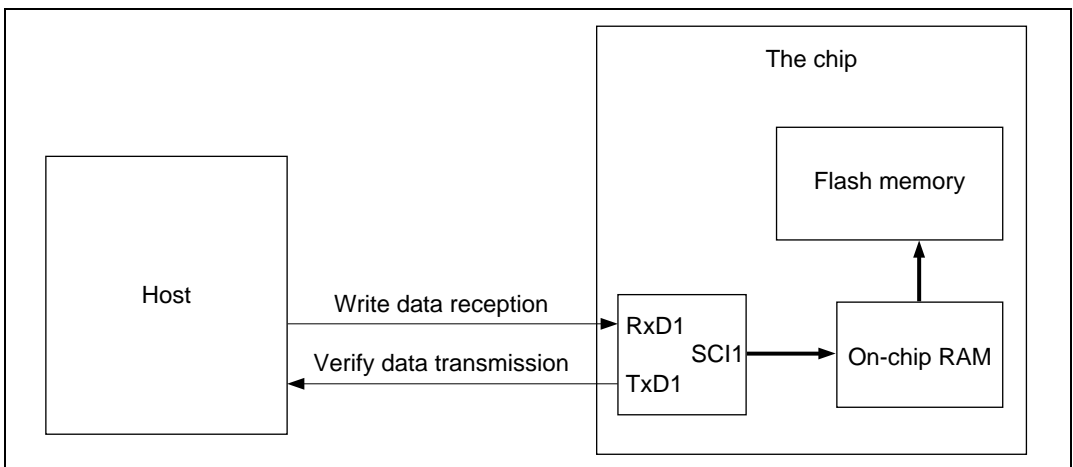 The chip
Flash memory
Host
Write data reception
RxD1
SCI1
On-chip RAM
Verify data transmission
TxD1